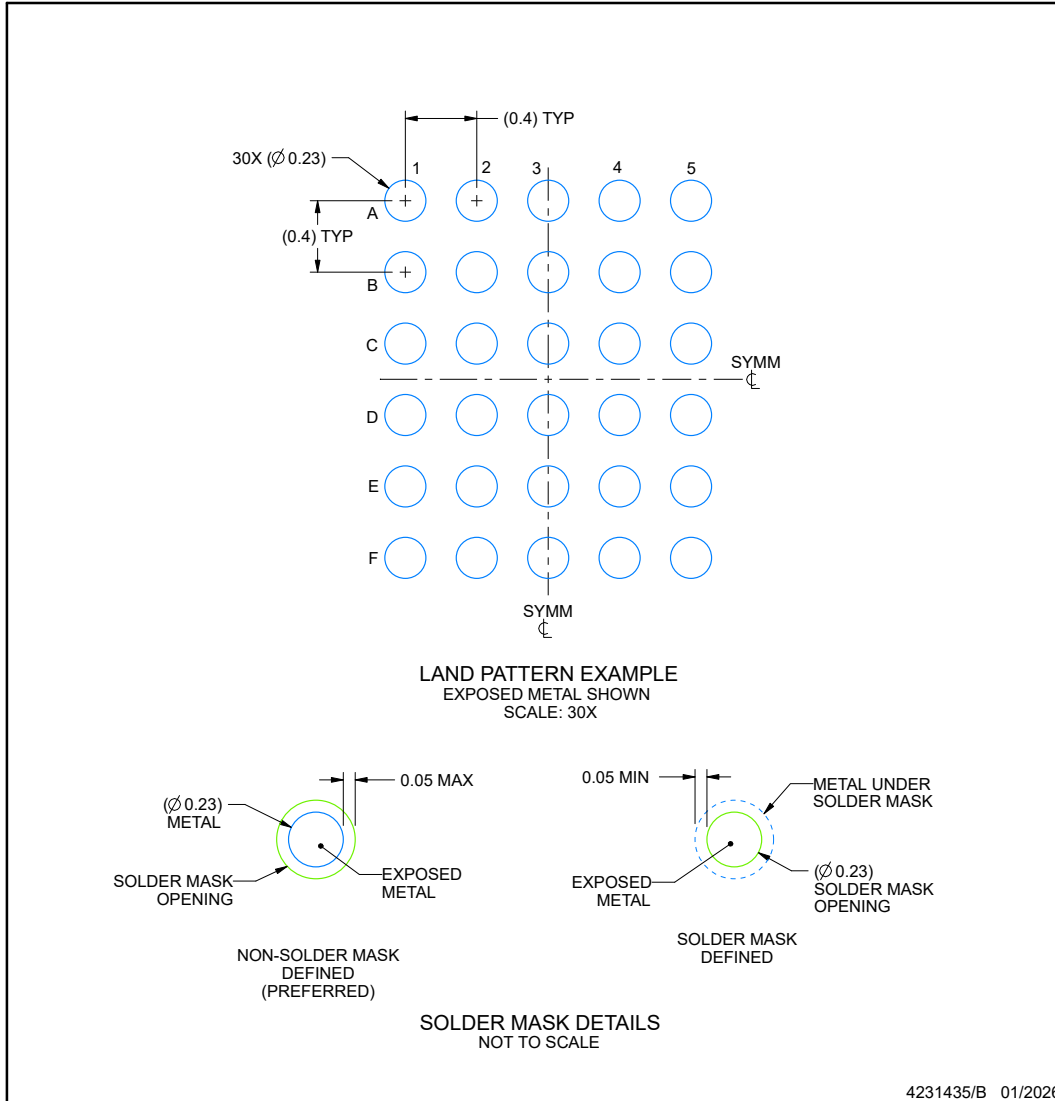 (0.4) TYP
30X (∅ 0.23)
1
2
3
4
5
A
(0.4) TYP
B
C
SYMM
℄
D
E
F
SYMM
℄
LAND PATTERN EXAMPLE
EXPOSED METAL SHOWN
SCALE: 30X
0.05 MAX
(∅ 0.23)
METAL
SOLDER MASK
OPENING
EXPOSED
METAL
NON-SOLDER MASK
DEFINED
(PREFERRED)
0.05 MIN
METAL UNDER
SOLDER MASK
EXPOSED
METAL
(∅ 0.23)
SOLDER MASK
OPENING
SOLDER MASK
DEFINED
SOLDER MASK DETAILS
NOT TO SCALE
4231435/B 01/2026